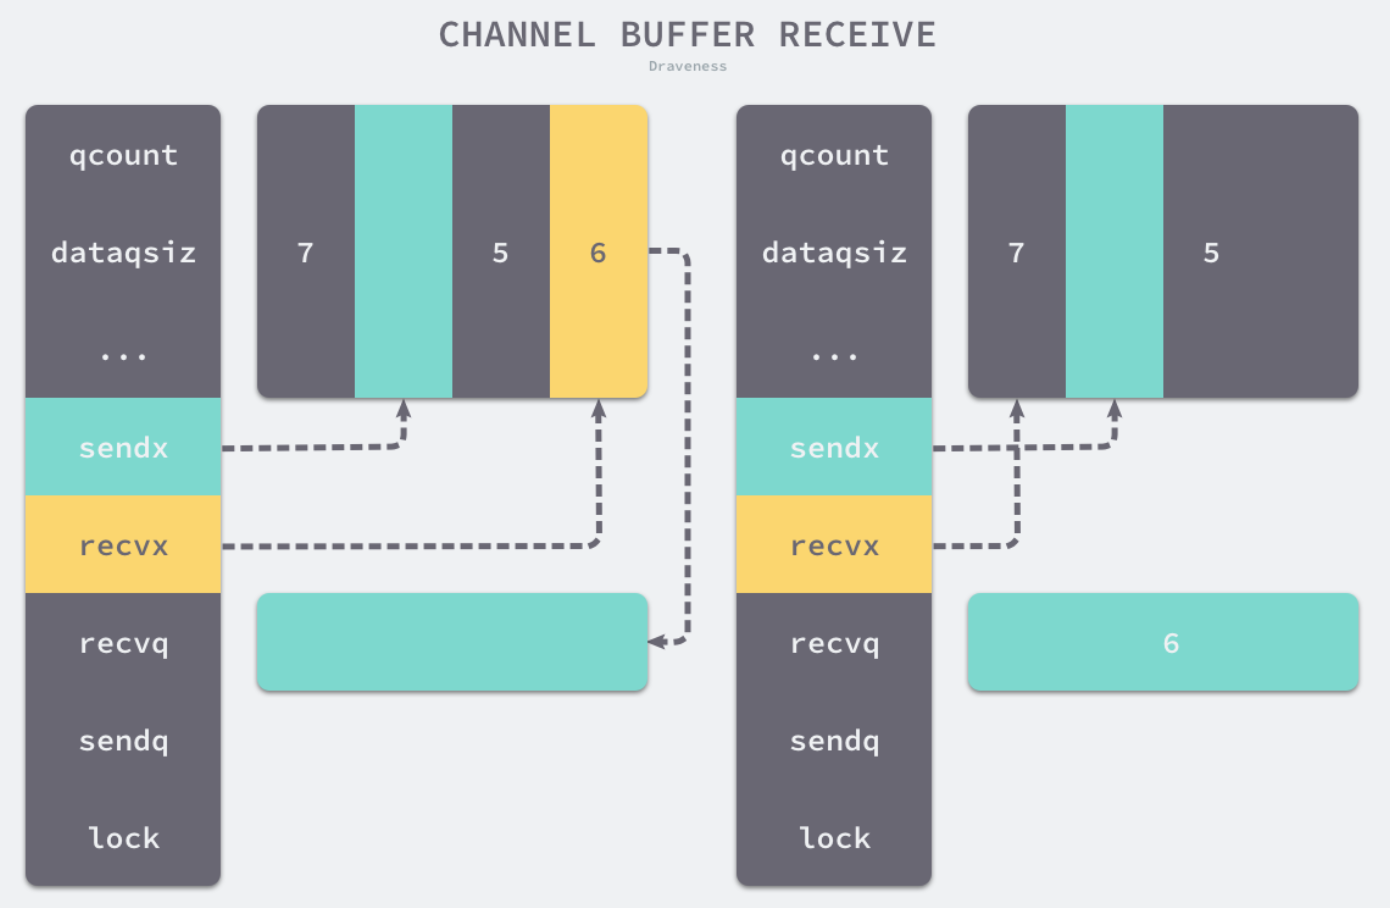 CHANNEL BUFFER RECEIVE
Draveness
qcount
dataqsiz
...
sendx
recvx
recvq
sendq
lock
7
5
6
qcount
dataqsiz
...
sendx
recvx
recvq
sendq
lock
7
5
6